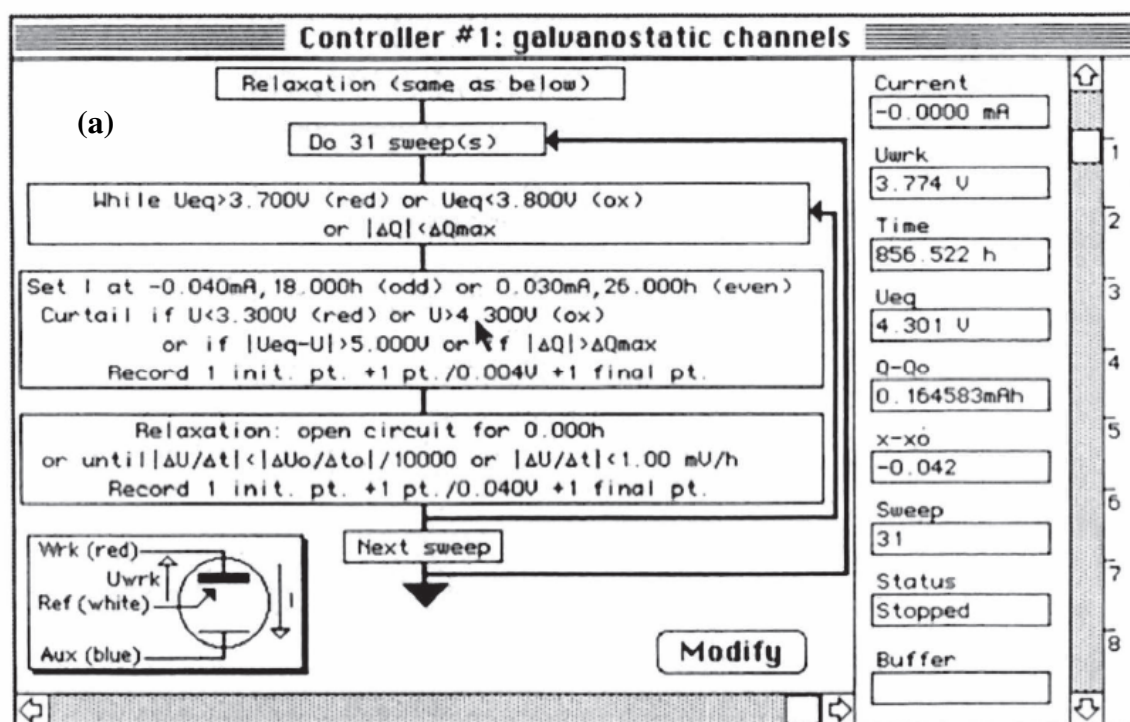 Controller #1: galvanostatic channels
(a)
Relaxation (same as below)
Do 31 sweep(s)
While Ueq>3.700V (red) or Ueq<3.800V (ox)
or |ΔQ|<ΔQmax
Set I at -0.040mA,18.000h (odd) or 0.030mA,26.000h (even)
Curtail if U<3.300V (red) or U>4.300V (ox)
or if |Ueq-U|>5.000V or if |ΔQ|>ΔQmax
Record 1 init. pt. +1 pt./0.004V +1 final pt.
Relaxation: open circuit for 0.000h
or until|ΔU/Δt|<|ΔUo/Δto|/10000 or |ΔU/Δt|<1.00 mV/h
Record 1 init. pt. +1 pt./0.040V +1 final pt.
Next sweep
Wrk (red)
Uwrk
Ref (white)
I
Aux (blue)
Modify
Current
-0.0000 mA
Uwrk
3.774 V
Time
856.522 h
Ueq
4.301 V
Q-Qo
0.164583mAh
x-xo
-0.042
Sweep
31
Status
Stopped
Buffer
1
2
3
4
5
6
7
8